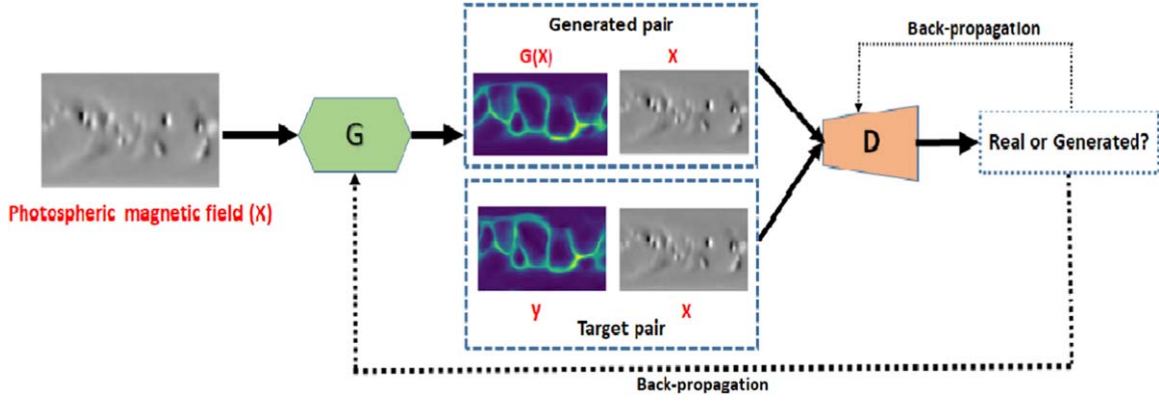 Generated pair
G(X)
X
Back-propagation
G
D
Real or Generated?
Photospheric magnetic field (X)
y
X
Target pair
Back-propagation